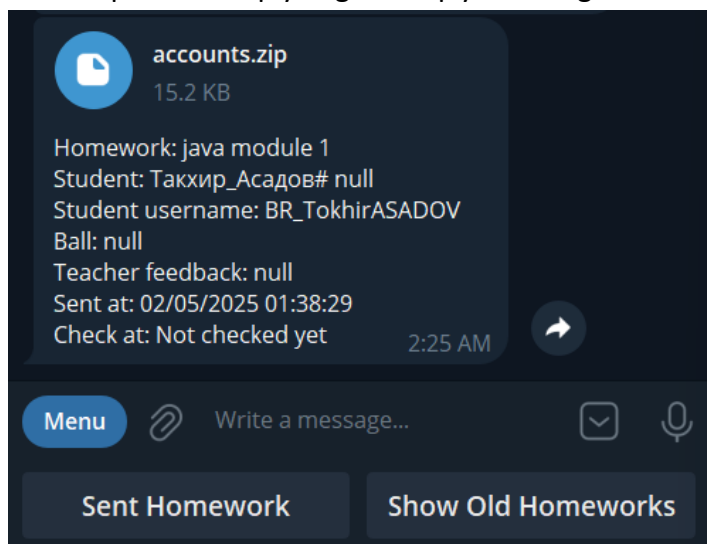 accounts.zip
15.2 KB
Homework: java module 1
Student: Такхир_Асадов# null
Student username: BR_TokhirASADOV
Ball: null
Teacher feedback: null
Sent at: 02/05/2025 01:38:29
Check at: Not checked yet
2:25 AM
Menu
Write a message...
Sent Homework
Show Old Homeworks